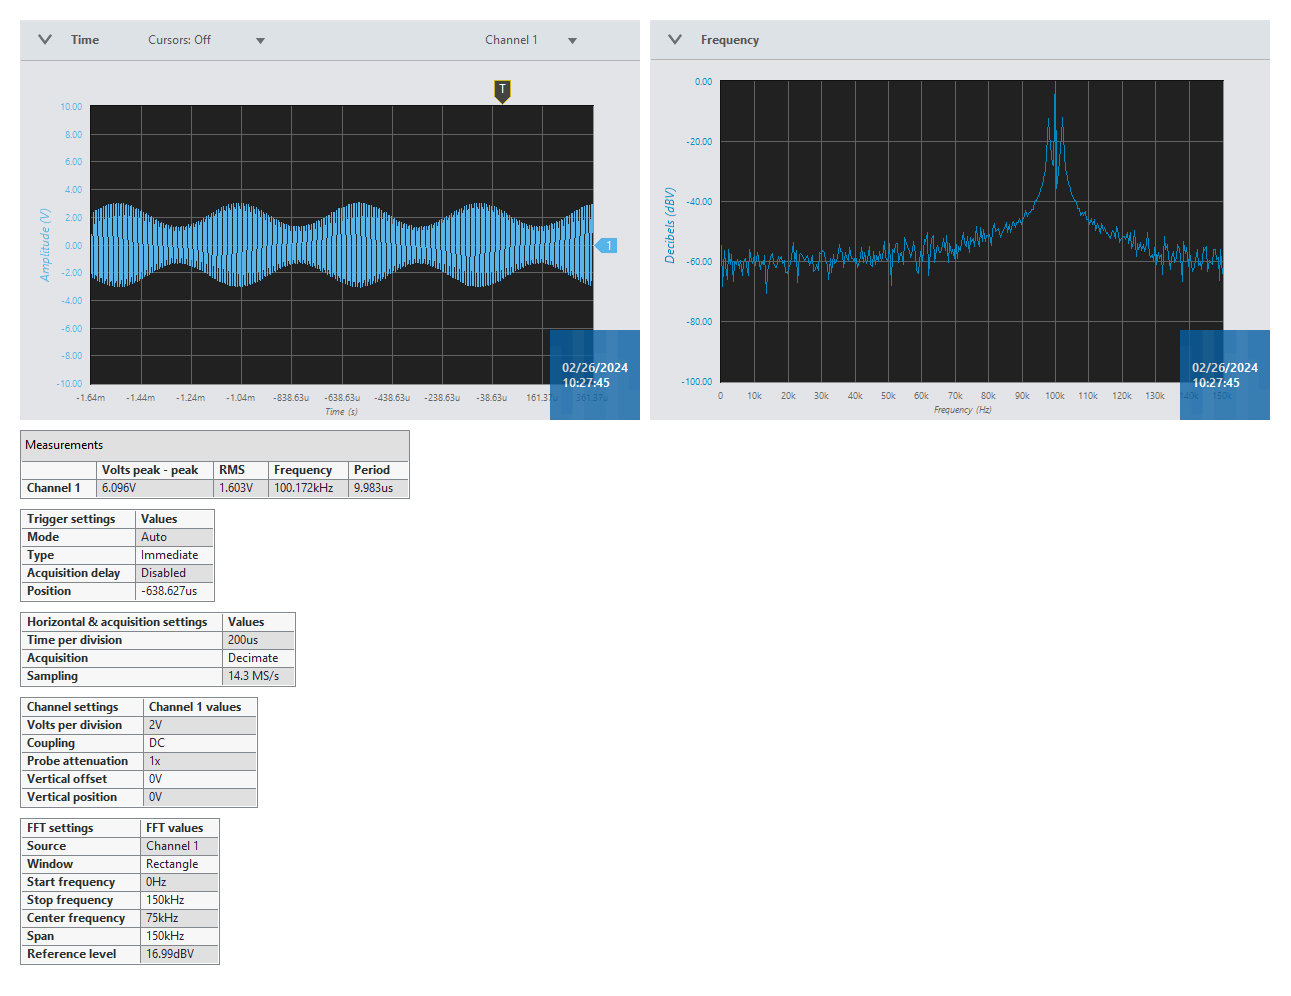 Time Cursors: Off Channel 1
T
10.00
8.00
6.00
4.00
2.00
0.00
-2.00
-4.00
-6.00
-8.00
-10.00
Amplitude (V)
1
-1.64m -1.44m -1.24m -1.04m -838.63u -638.63u -438.63u -238.63u -38.63u 161.37u 361.37u
Time (s)
02/26/2024
10:27:45
Frequency
0.00
-20.00
-40.00
-60.00
-80.00
-100.00
Decibels (dBV)
0 10k 20k 30k 40k 50k 60k 70k 80k 90k 100k 110k 120k 130k 140k 150k
Frequency (Hz)
02/26/2024
10:27:45
Measurements
Volts peak - peak RMS Frequency Period
Channel 1 6.096V 1.603V 100.172kHz 9.983us
Trigger settings Values
Mode Auto
Type Immediate
Acquisition delay Disabled
Position -638.627us
Horizontal & acquisition settings Values
Time per division 200us
Acquisition Decimate
Sampling 14.3 MS/s
Channel settings Channel 1 values
Volts per division 2V
Coupling DC
Probe attenuation 1x
Vertical offset 0V
Vertical position 0V
FFT settings FFT values
Source Channel 1
Window Rectangle
Start frequency 0Hz
Stop frequency 150kHz
Center frequency 75kHz
Span 150kHz
Reference level 16.99dBV